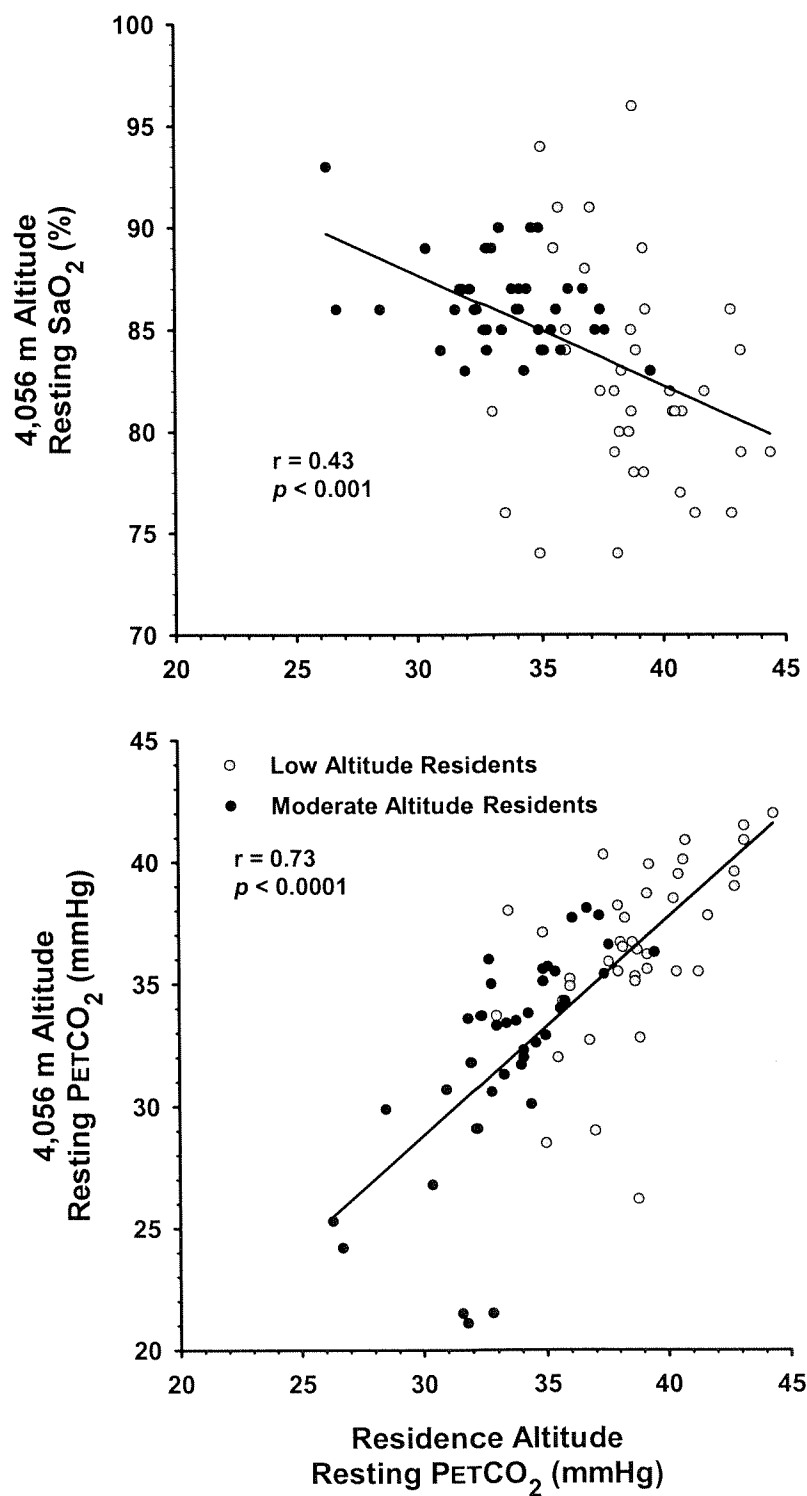 100
95
90
85
80
75
70
4,056 m Altitude
Resting SaO2 (%)
r = 0.43
p < 0.001
20 25 30 35 40 45
45
40
35
30
25
20
4,056 m Altitude
Resting PETCO2 (mmHg)
Low Altitude Residents
Moderate Altitude Residents
r = 0.73
p < 0.0001
20 25 30 35 40 45
Residence Altitude
Resting PETCO2 (mmHg)